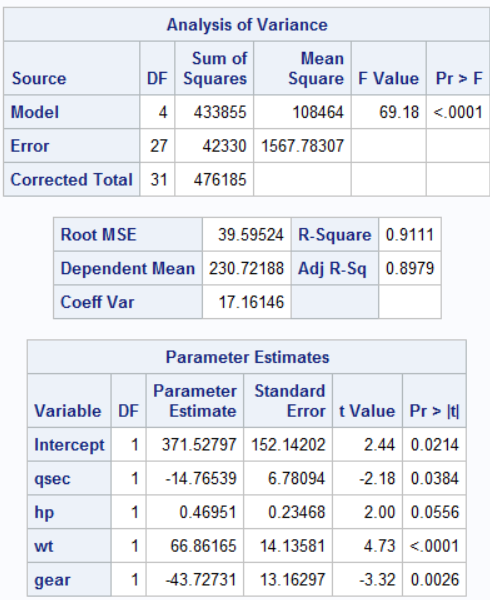 Analysis of Variance
Source DF Sum of Squares Mean Square F Value Pr > F
Model 4 433855 108464 69.18 <.0001
Error 27 42330 1567.78307
Corrected Total 31 476185
Root MSE 39.59524 R-Square 0.9111
Dependent Mean 230.72188 Adj R-Sq 0.8979
Coeff Var 17.16146
Parameter Estimates
Variable DF Parameter Estimate Standard Error t Value Pr > |t|
Intercept 1 371.52797 152.14202 2.44 0.0214
qsec 1 -14.76539 6.78094 -2.18 0.0384
hp 1 0.46951 0.23468 2.00 0.0556
wt 1 66.86165 14.13581 4.73 <.0001
gear 1 -43.72731 13.16297 -3.32 0.0026